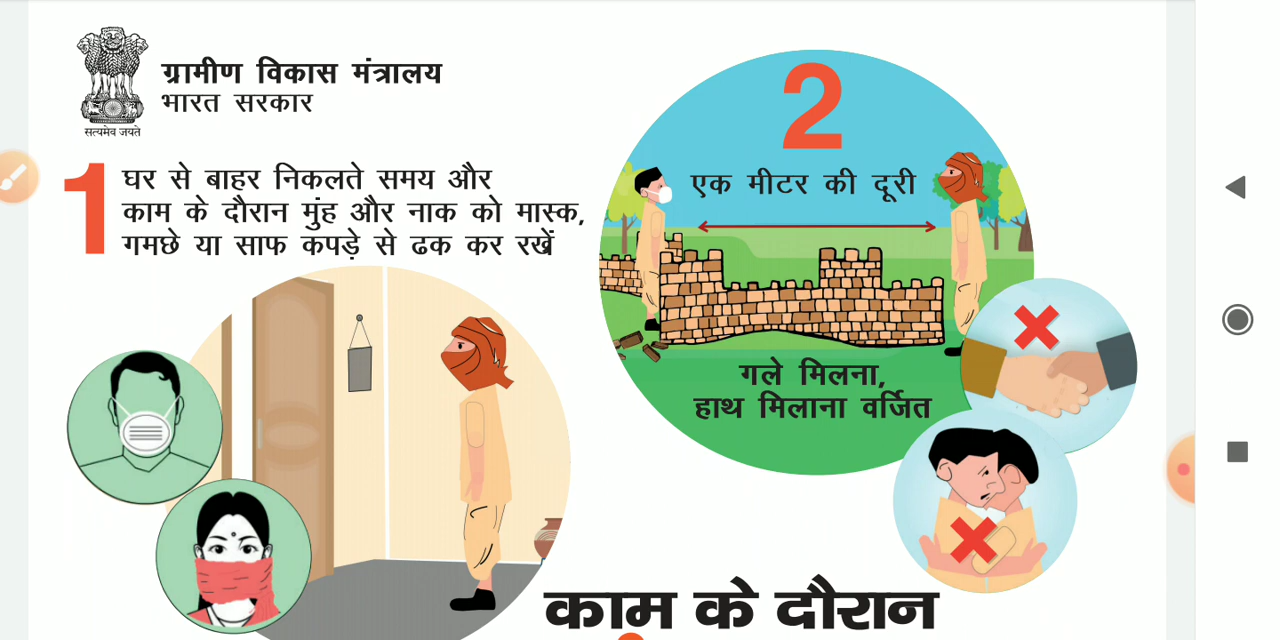 ग्रामीण विकास मंत्रालय
भारत सरकार
सत्यमेव जयते
1
घर से बाहर निकलते समय और
काम के दौरान मुंह और नाक को मास्क,
गमछे या साफ कपड़े से ढक कर रखें
2
एक मीटर की दूरी
गले मिलना,
हाथ मिलाना वर्जित
काम के दौरान